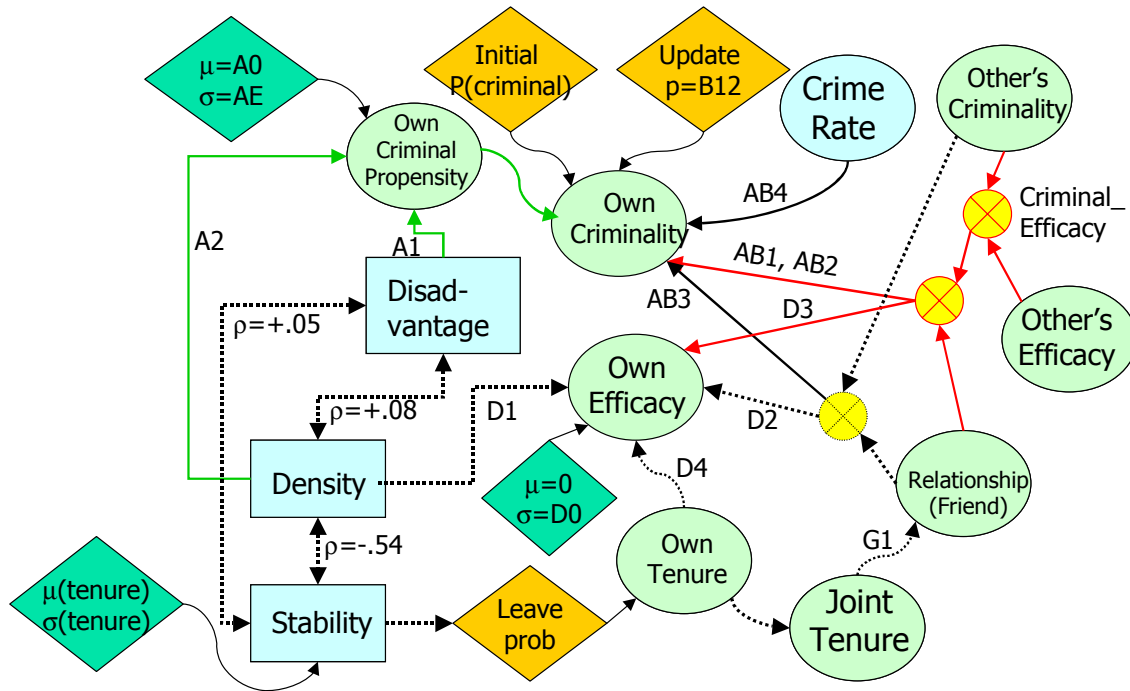 μ=A0
σ=AE
Initial
P(criminal)
Update
p=B12
Crime
Rate
Other's
Criminality
Own
Criminal
Propensity
Own
Criminality
AB4
Criminal_
Efficacy
A2
A1
AB1, AB2
AB3
D3
Disad-
vantage
ρ=+.05
Other's
Efficacy
Own
Efficacy
ρ=+.08
D1
D2
Density
μ=0
σ=D0
D4
Relationship
(Friend)
ρ=-.54
G1
Own
Tenure
μ(tenure)
σ(tenure)
Stability
Leave
prob
Joint
Tenure